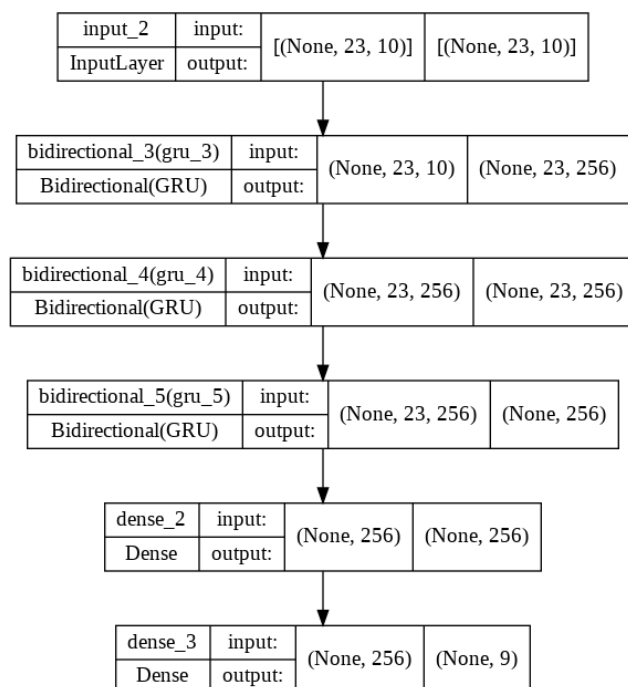 input_2 input: [(None, 23, 10)] [(None, 23, 10)]
InputLayer output:
bidirectional_3(gru_3) input: (None, 23, 10) (None, 23, 256)
Bidirectional(GRU) output:
bidirectional_4(gru_4) input: (None, 23, 256) (None, 23, 256)
Bidirectional(GRU) output:
bidirectional_5(gru_5) input: (None, 23, 256) (None, 256)
Bidirectional(GRU) output:
dense_2 input: (None, 256) (None, 256)
Dense output:
dense_3 input: (None, 256) (None, 9)
Dense output: